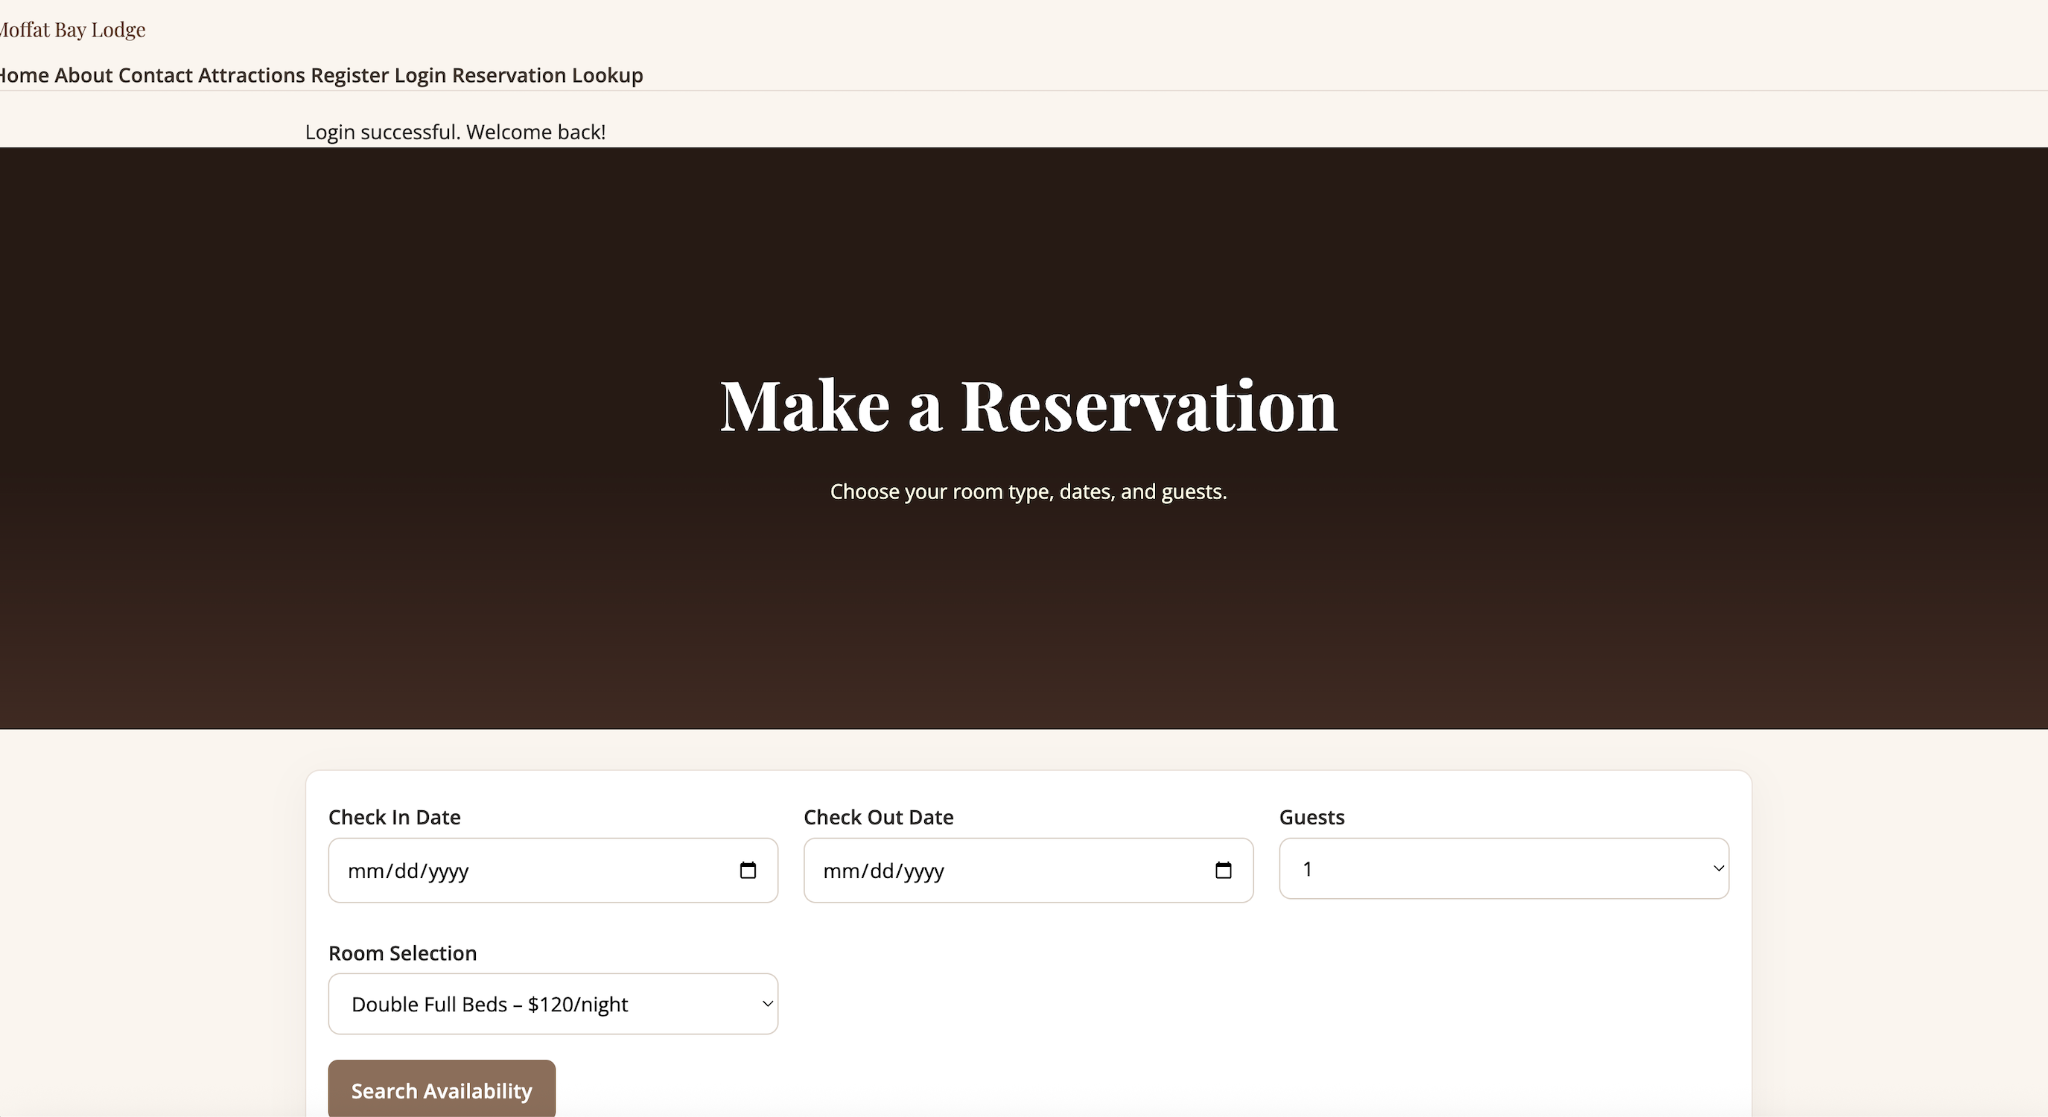 Moffat Bay Lodge
Home About Contact Attractions Register Login Reservation Lookup
Login successful. Welcome back!
Make a Reservation
Choose your room type, dates, and guests.
Check In Date Check Out Date Guests
mm/dd/yyyy mm/dd/yyyy 1
Room Selection
Double Full Beds – $120/night
Search Availability